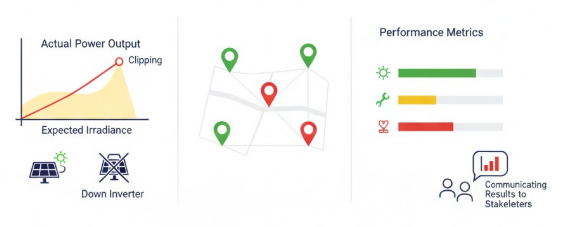 Actual Power Output
Clipping
Expected Irradiance
Down Inverter
Performance Metrics
Communicating
Results to
Stakeleters